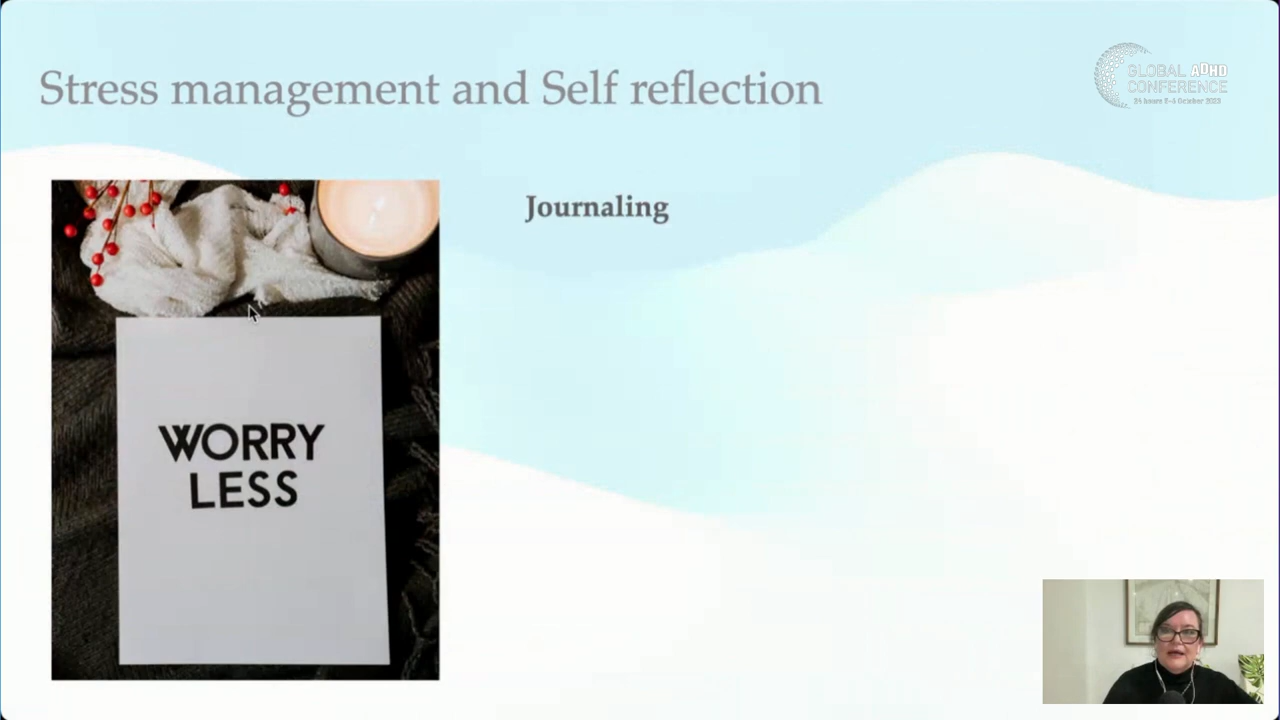 Stress management and Self reflection
GLOBAL ADHD
CONFERENCE
Journaling
WORRY
LESS